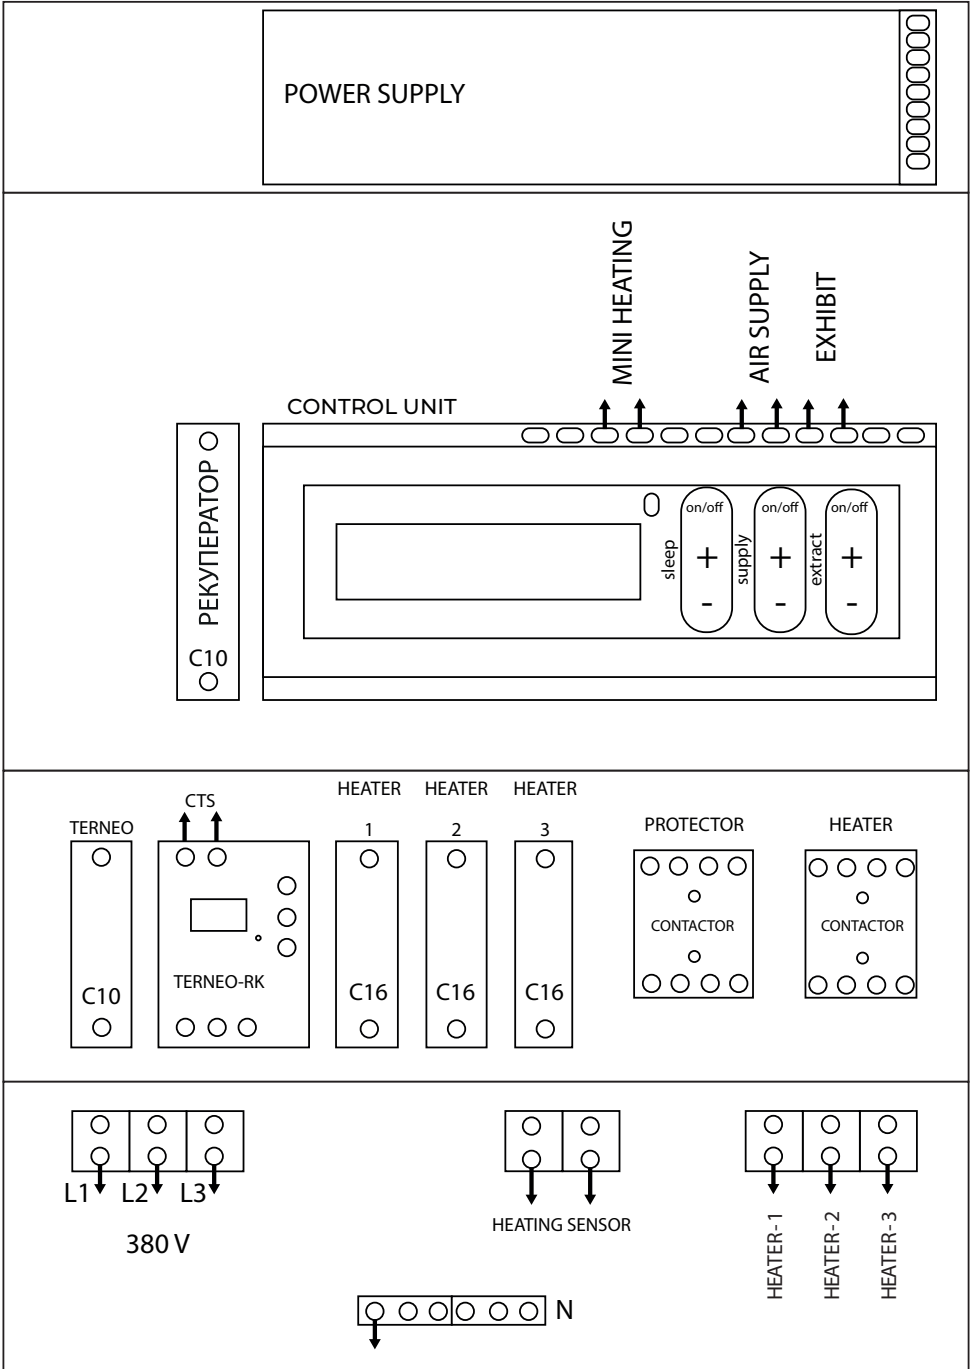 POWER SUPPLY
MINI HEATING
AIR SUPPLY
EXHIBIT
CONTROL UNIT
РЕКУПЕРАТОР
C10
sleep
on/off
+
-
supply
on/off
+
-
extract
on/off
+
-
TERNEO
C10
CTS
TERNEO-RK
HEATER
1
C16
HEATER
2
C16
HEATER
3
C16
PROTECTOR
CONTACTOR
HEATER
CONTACTOR
L1 L2 L3
380 V
HEATING SENSOR
HEATER- 1
HEATER- 2
HEATER- 3
N